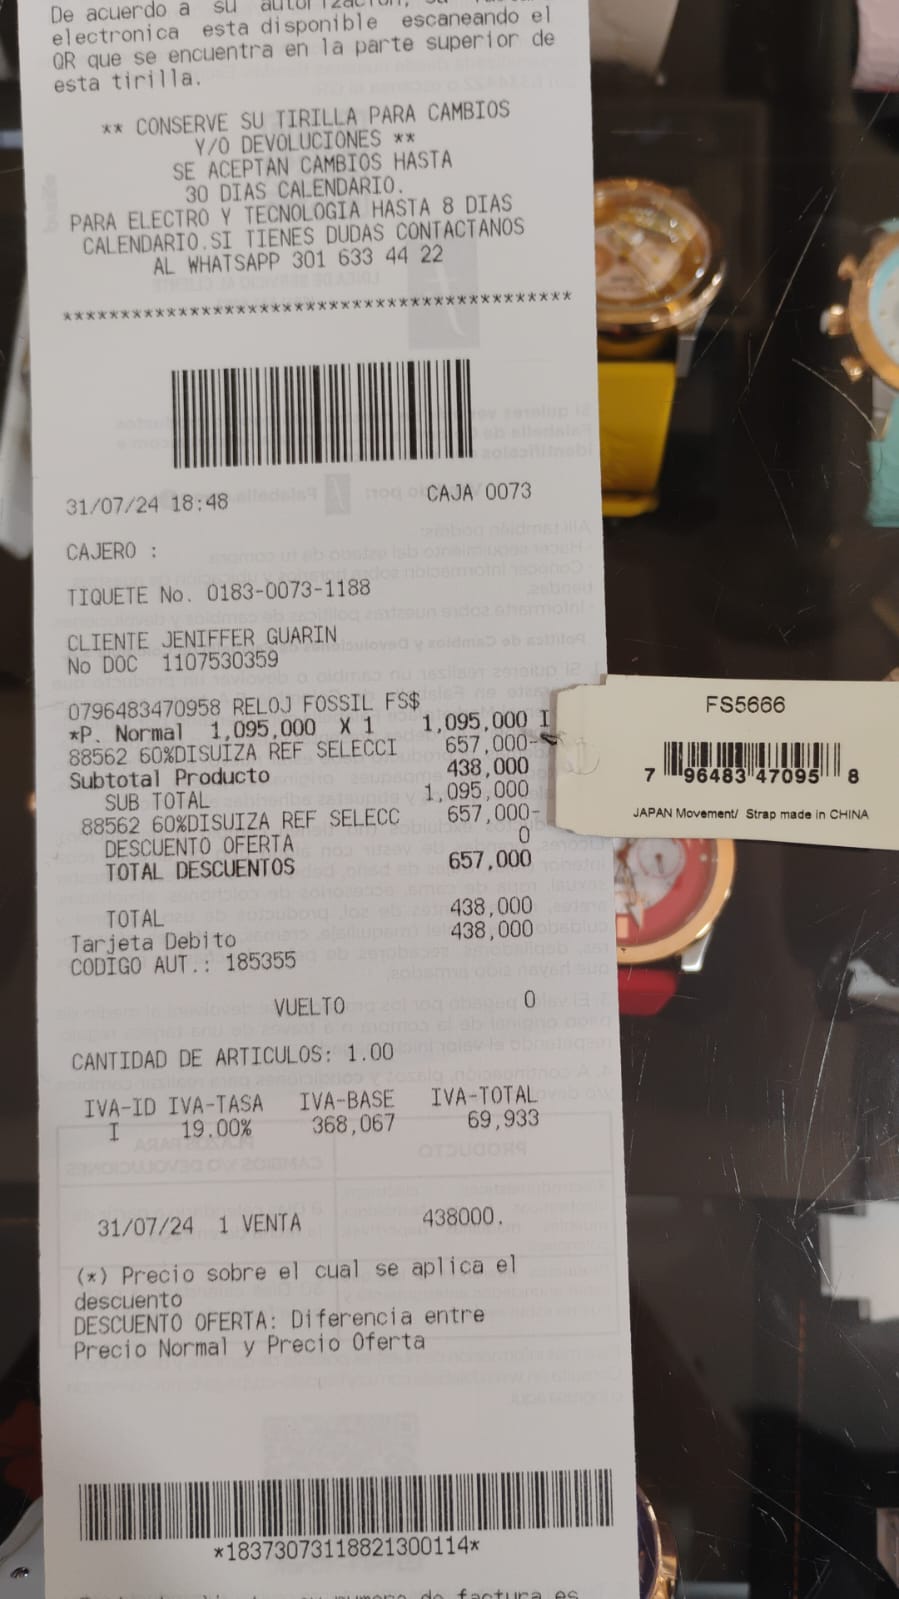 De acuerdo a su autorización, su
electronica esta disponible escaneando el
QR que se encuentra en la parte superior de
esta tirilla.
** CONSERVE SU TIRILLA PARA CAMBIOS
Y/O DEVOLUCIONES **
SE ACEPTAN CAMBIOS HASTA
30 DIAS CALENDARIO.
PARA ELECTRO Y TECNOLOGIA HASTA 8 DIAS
CALENDARIO.SI TIENES DUDAS CONTACTANOS
AL WHATSAPP 301 633 44 22
********************************************
31/07/24 18:48 CAJA 0073
CAJERO :
TIQUETE No. 0183-0073-1188
CLIENTE JENIFFER GUARIN
No DOC 1107530359
0796483470958 RELOJ FOSSIL FS$
*P. Normal 1,095,000 X 1 1,095,000 I
88562 60%DISUIZA REF SELECCI 657,000-
Subtotal Producto 438,000
SUB TOTAL 1,095,000
88562 60%DISUIZA REF SELECC 657,000-
DESCUENTO OFERTA 0
TOTAL DESCUENTOS 657,000
TOTAL 438,000
Tarjeta Debito 438,000
CODIGO AUT.: 185355
VUELTO 0
CANTIDAD DE ARTICULOS: 1.00
IVA-ID IVA-TASA IVA-BASE IVA-TOTAL
I 19.00% 368,067 69,933
31/07/24 1 VENTA 438000.
(*) Precio sobre el cual se aplica el
descuento
DESCUENTO OFERTA: Diferencia entre
Precio Normal y Precio Oferta
*18373073118821300114*
de factura es
FS5666
7 96483 47095 8
JAPAN Movement/ Strap made in CHINA